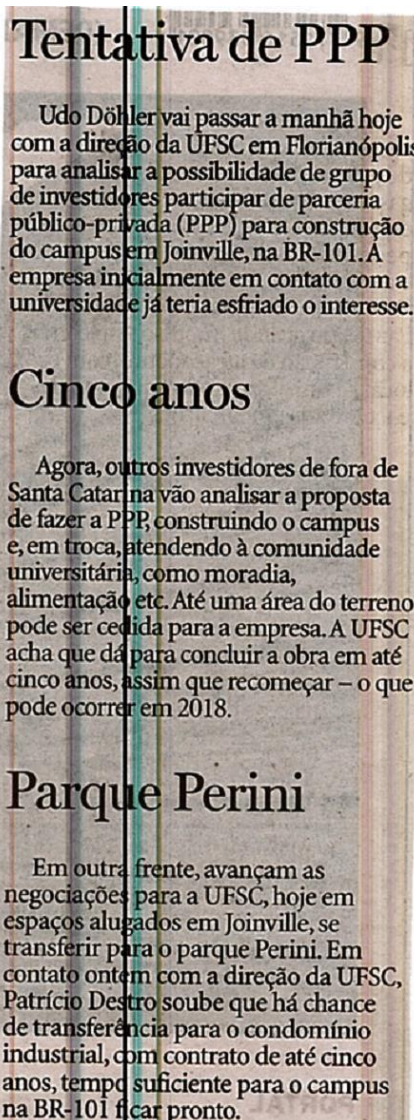 Tentativa de PPP
Udo Döhler vai passar a manhã hoje
com a direção da UFSC em Florianópolis
para analisar a possibilidade de grupo
de investidores participar de parceria
público-privada (PPP) para construção
do campus em Joinville, na BR-101. A
empresa inicialmente em contato com a
universidade já teria esfriado o interesse.
Cinco anos
Agora, outros investidores de fora de
Santa Catarina vão analisar a proposta
de fazer a PPP, construindo o campus
e, em troca, atendendo à comunidade
universitária, como moradia,
alimentação etc. Até uma área do terreno
pode ser cedida para a empresa. A UFSC
acha que dá para concluir a obra em até
cinco anos, assim que recomeçar – o que
pode ocorrer em 2018.
Parque Perini
Em outra frente, avançam as
negociações para a UFSC, hoje em
espaços alugados em Joinville, se
transferir para o parque Perini. Em
contato ontem com a direção da UFSC,
Patrício Destro soube que há chance
de transferência para o condomínio
industrial, com contrato de até cinco
anos, tempo suficiente para o campus
na BR-101 ficar pronto.